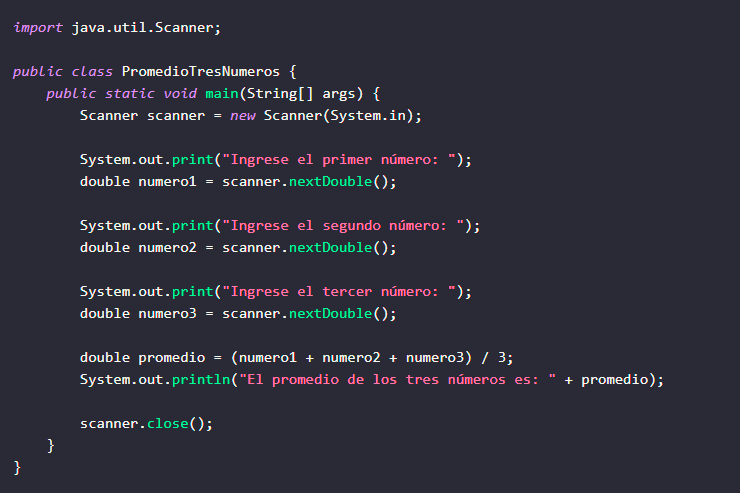 import java.util.Scanner;
public class PromedioTresNumeros {
public static void main(String[] args) {
Scanner scanner = new Scanner(System.in);
System.out.print("Ingrese el primer número: ");
double numero1 = scanner.nextDouble();
System.out.print("Ingrese el segundo número: ");
double numero2 = scanner.nextDouble();
System.out.print("Ingrese el tercer número: ");
double numero3 = scanner.nextDouble();
double promedio = (numero1 + numero2 + numero3) / 3;
System.out.println("El promedio de los tres números es: " + promedio);
scanner.close();
}
}